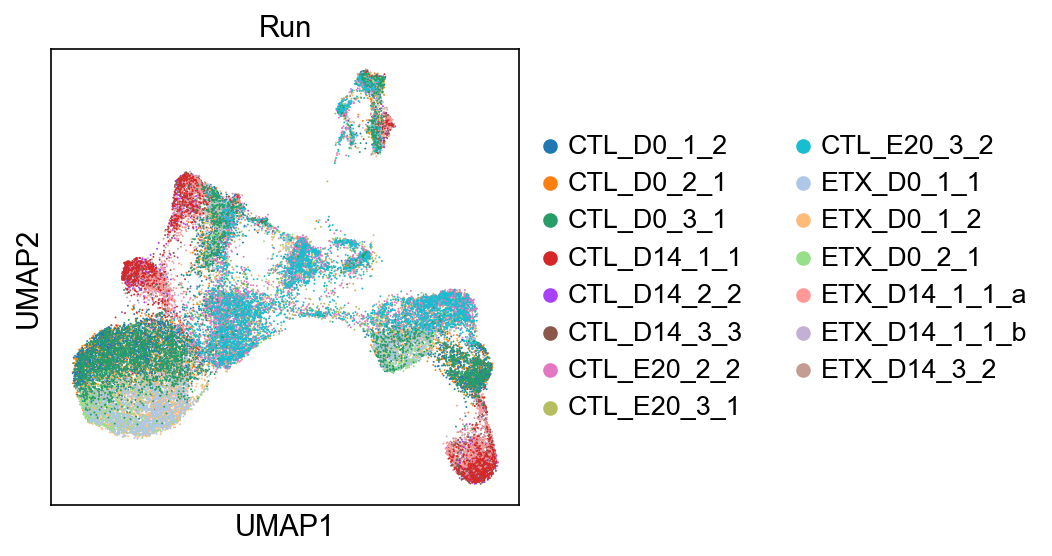 Run
UMAP2
UMAP1
CTL_D0_1_2
CTL_D0_2_1
CTL_D0_3_1
CTL_D14_1_1
CTL_D14_2_2
CTL_D14_3_3
CTL_E20_2_2
CTL_E20_3_1
CTL_E20_3_2
ETX_D0_1_1
ETX_D0_1_2
ETX_D0_2_1
ETX_D14_1_1_a
ETX_D14_1_1_b
ETX_D14_3_2